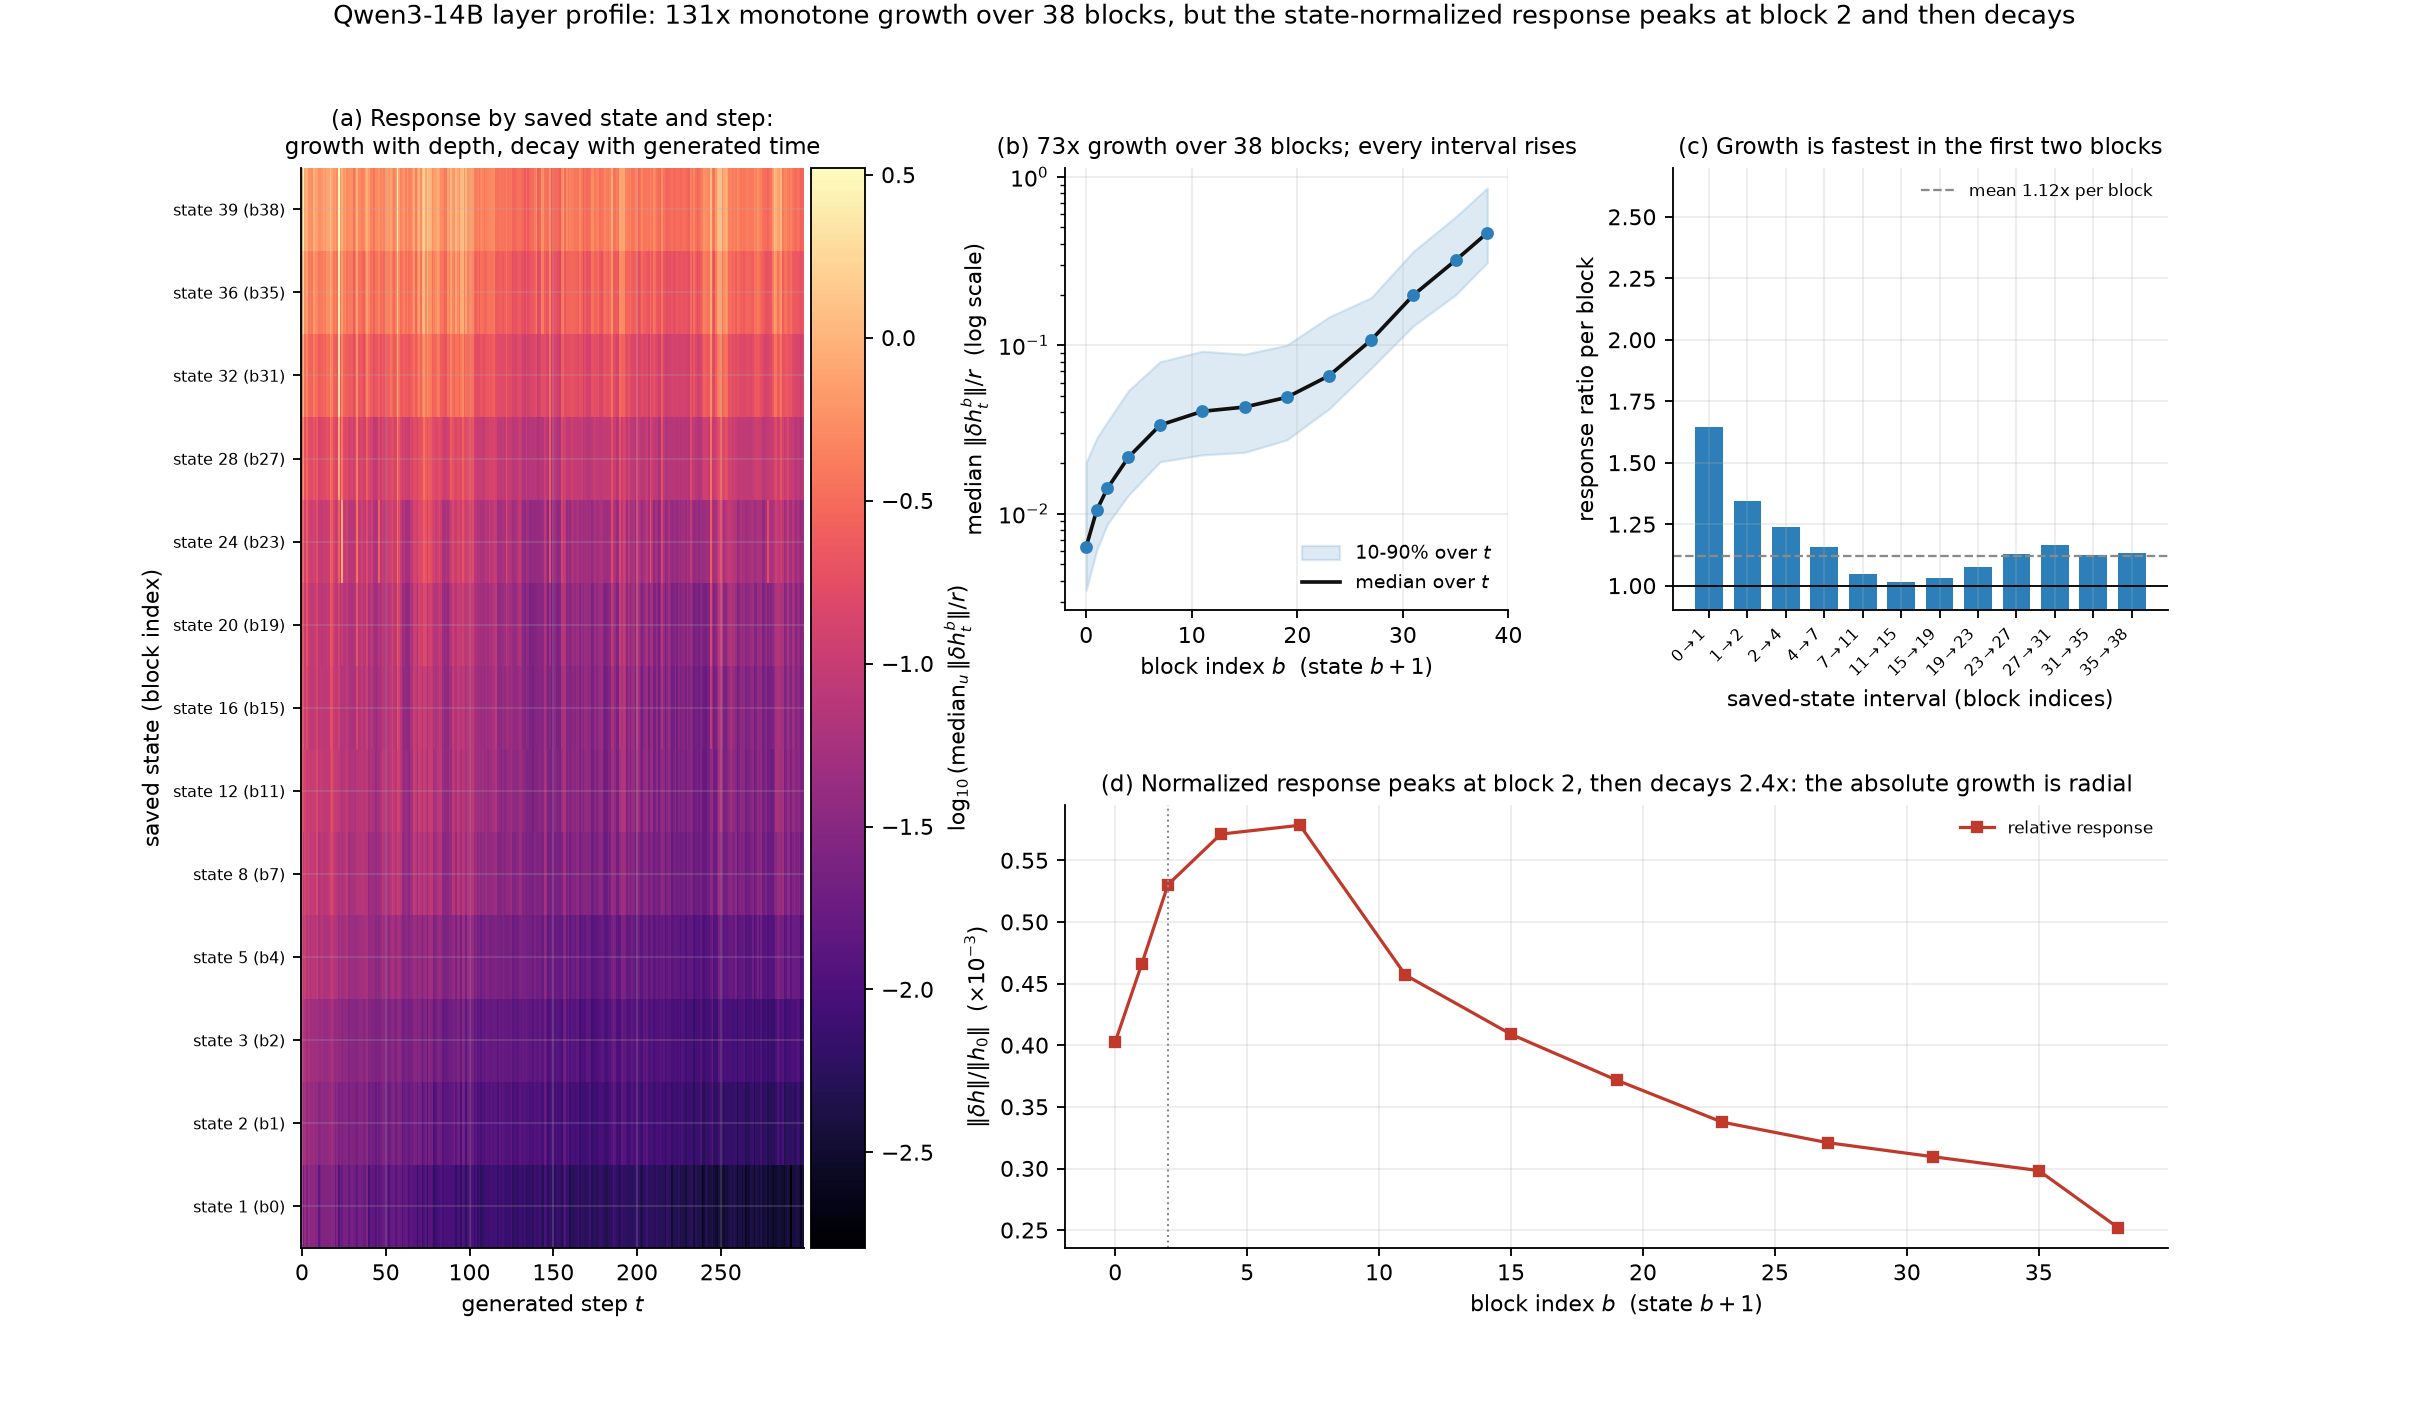 Qwen3-14B layer profile: 131x monotone growth over 38 blocks, but the state-normalized response peaks at block 2 and then decays
(a) Response by saved state and step:
growth with depth, decay with generated time
saved state (block index)
state 39 (b38)
state 36 (b35)
state 32 (b31)
state 28 (b27)
state 24 (b23)
state 20 (b19)
state 16 (b15)
state 12 (b11)
state 8 (b7)
state 5 (b4)
state 3 (b2)
state 2 (b1)
state 1 (b0)
0 50 100 150 200 250
generated step t
0.5
0.0
−0.5
−1.0
−1.5
−2.0
−2.5
log₁₀ (medianᵤ ‖δhₜᵇ‖/r)
(b) 73x growth over 38 blocks; every interval rises
median ‖δhₜᵇ‖/r (log scale)
10⁰
10⁻¹
10⁻²
10-90% over t
median over t
0 10 20 30 40
block index b (state b + 1)
(c) Growth is fastest in the first two blocks
response ratio per block
mean 1.12x per block
2.50
2.25
2.00
1.75
1.50
1.25
1.00
0→1 1→2 2→4 4→7 7→11 11→15 15→19 19→23 23→27 27→31 31→35 35→38
saved-state interval (block indices)
(d) Normalized response peaks at block 2, then decays 2.4x: the absolute growth is radial
‖δh‖/‖h₀‖ (×10⁻³)
relative response
0.55
0.50
0.45
0.40
0.35
0.30
0.25
0 5 10 15 20 25 30 35
block index b (state b + 1)